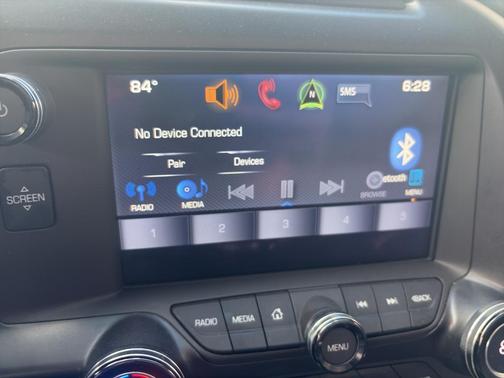 84° SMS 6:28
No Device Connected
Pair Devices
RADIO MEDIA BROWSE MENU
1 2 3 4 5
SCREEN
RADIO MEDIA BACK
MENU
N
etooth